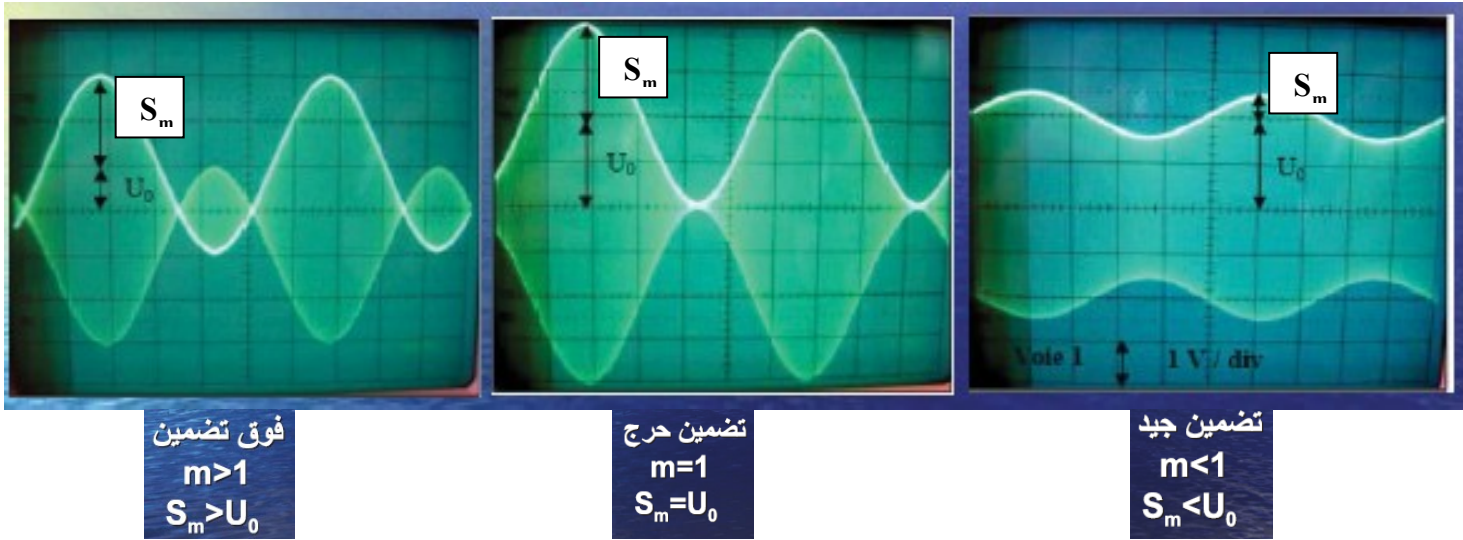 Sₘ
U₀
Sₘ
U₀
Sₘ
U₀
Voie 1
1 V / div
فوق تضمين
m>1
Sₘ>U₀
تضمين حرج
m=1
Sₘ=U₀
تضمين جيد
m<1
Sₘ<U₀